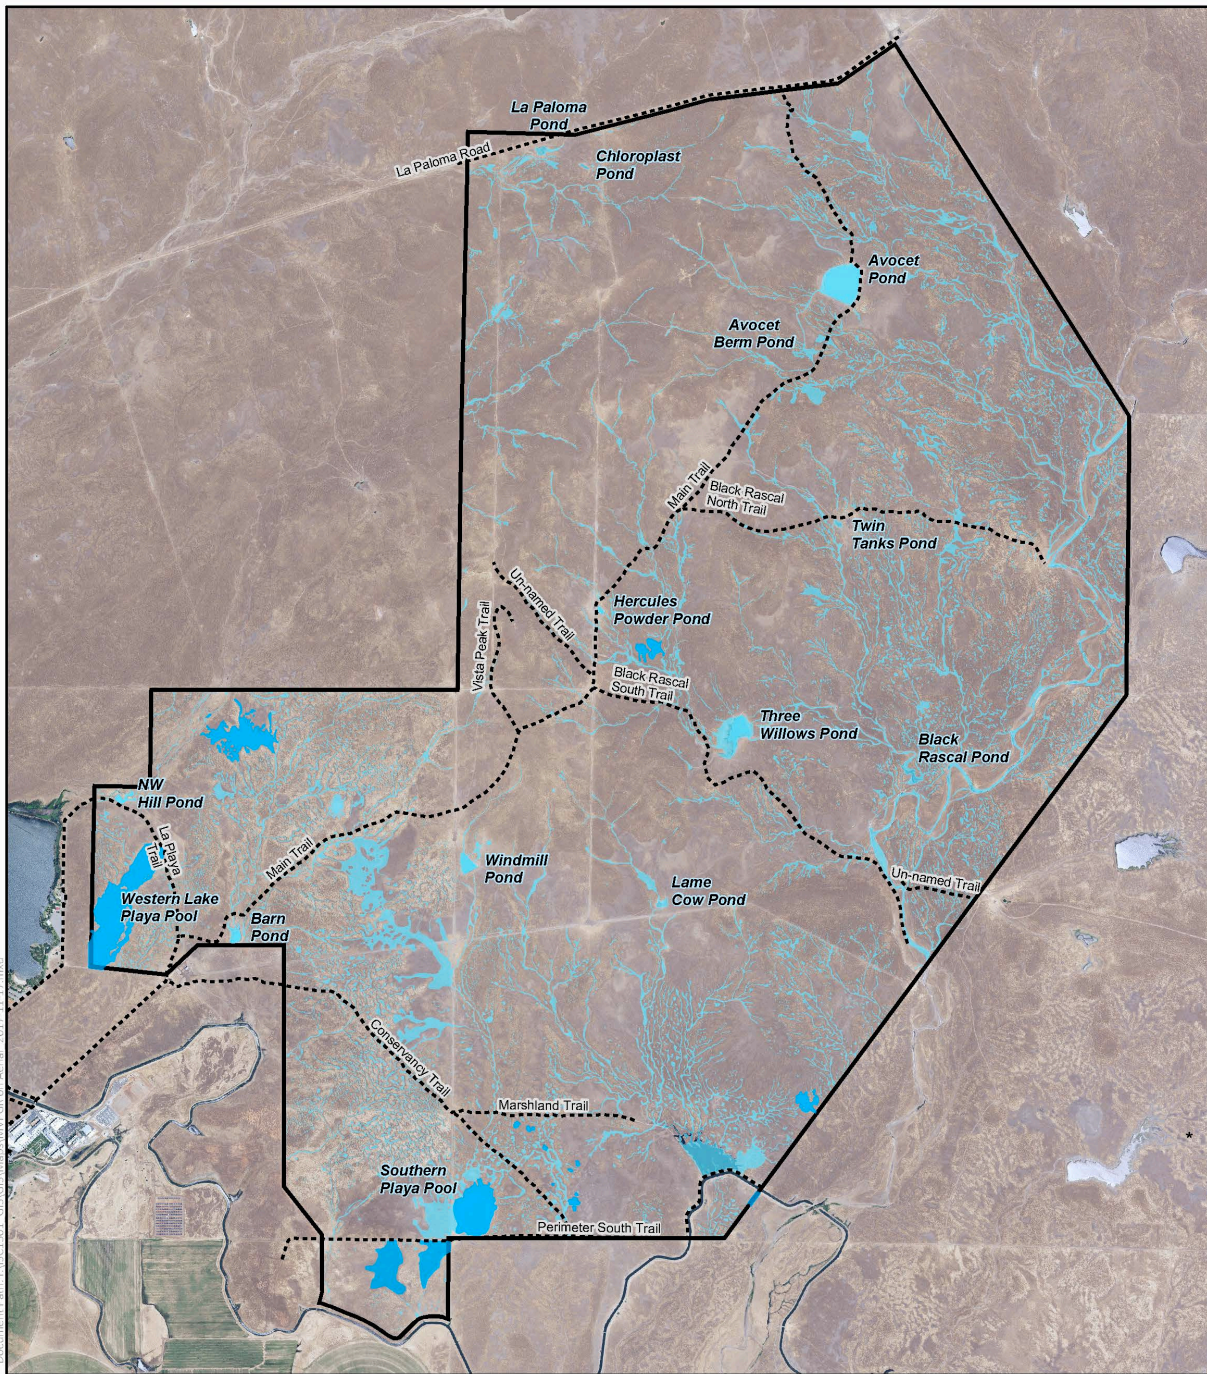 La Paloma
Pond
La Paloma Road
Chloroplast
Pond
Avocet
Pond
Avocet
Berm Pond
Main Trail
Black Rascal
North Trail
Twin
Tanks Pond
Un-named Trail
Hercules
Powder Pond
Vista Peak Trail
Black Rascal
South Trail
Three
Willows Pond
Black
Rascal Pond
NW
Hill Pond
La Playa
Trail
Main Trail
Windmill
Pond
Lame
Cow Pond
Un-named Trail
Western Lake
Playa Pool
Barn
Pond
Conservancy Trail
Marshland Trail
*
Southern
Playa Pool
Perimeter South Trail